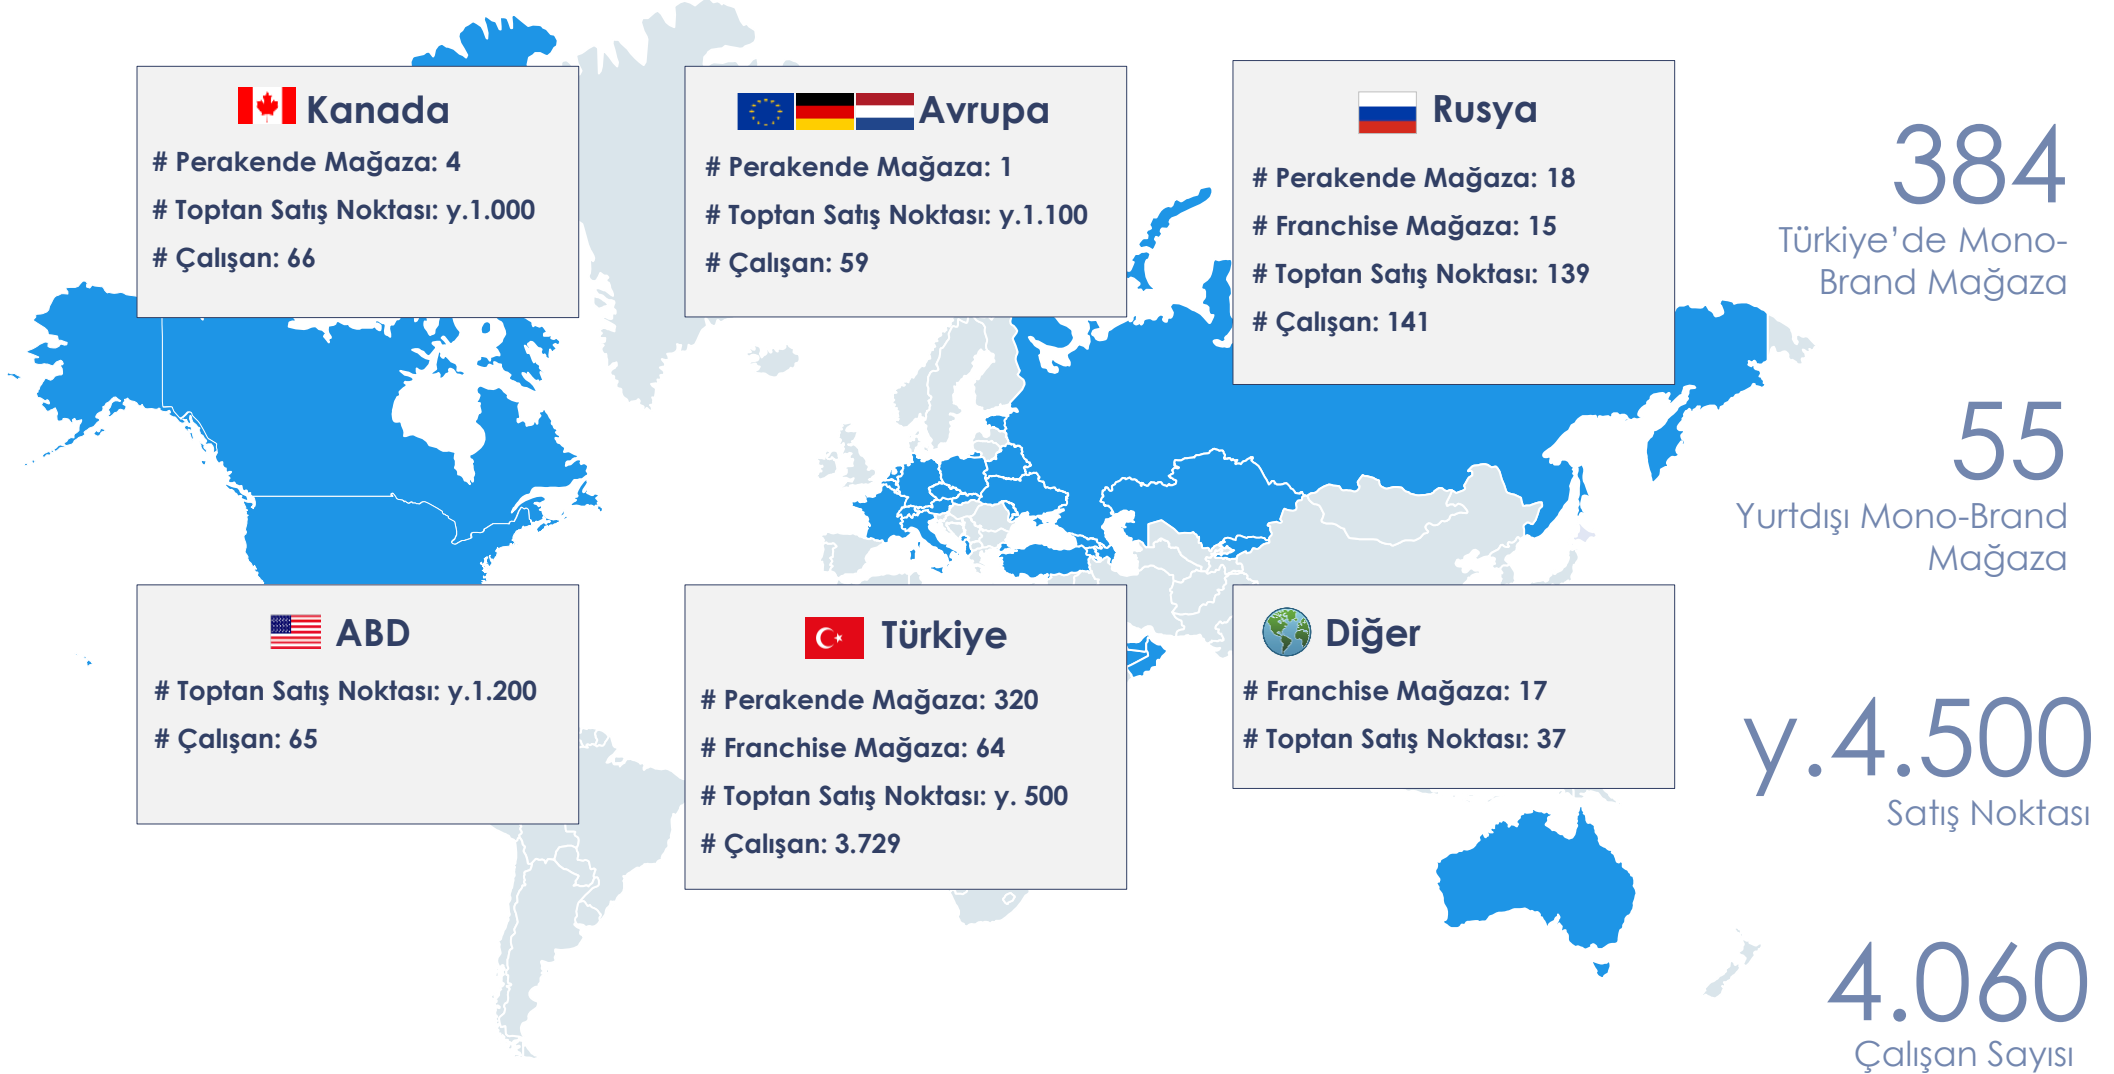 Kanada
# Perakende Mağaza: 4
# Toptan Satış Noktası: y.1.000
# Çalışan: 66
Avrupa
# Perakende Mağaza: 1
# Toptan Satış Noktası: y.1.100
# Çalışan: 59
Rusya
# Perakende Mağaza: 18
# Franchise Mağaza: 15
# Toptan Satış Noktası: 139
# Çalışan: 141
ABD
# Toptan Satış Noktası: y.1.200
# Çalışan: 65
Türkiye
# Perakende Mağaza: 320
# Franchise Mağaza: 64
# Toptan Satış Noktası: y. 500
# Çalışan: 3.729
Diğer
# Franchise Mağaza: 17
# Toptan Satış Noktası: 37
384
Türkiye’de Mono-
Brand Mağaza
55
Yurtdışı Mono-Brand
Mağaza
y.4.500
Satış Noktası
4.060
Çalışan Sayısı